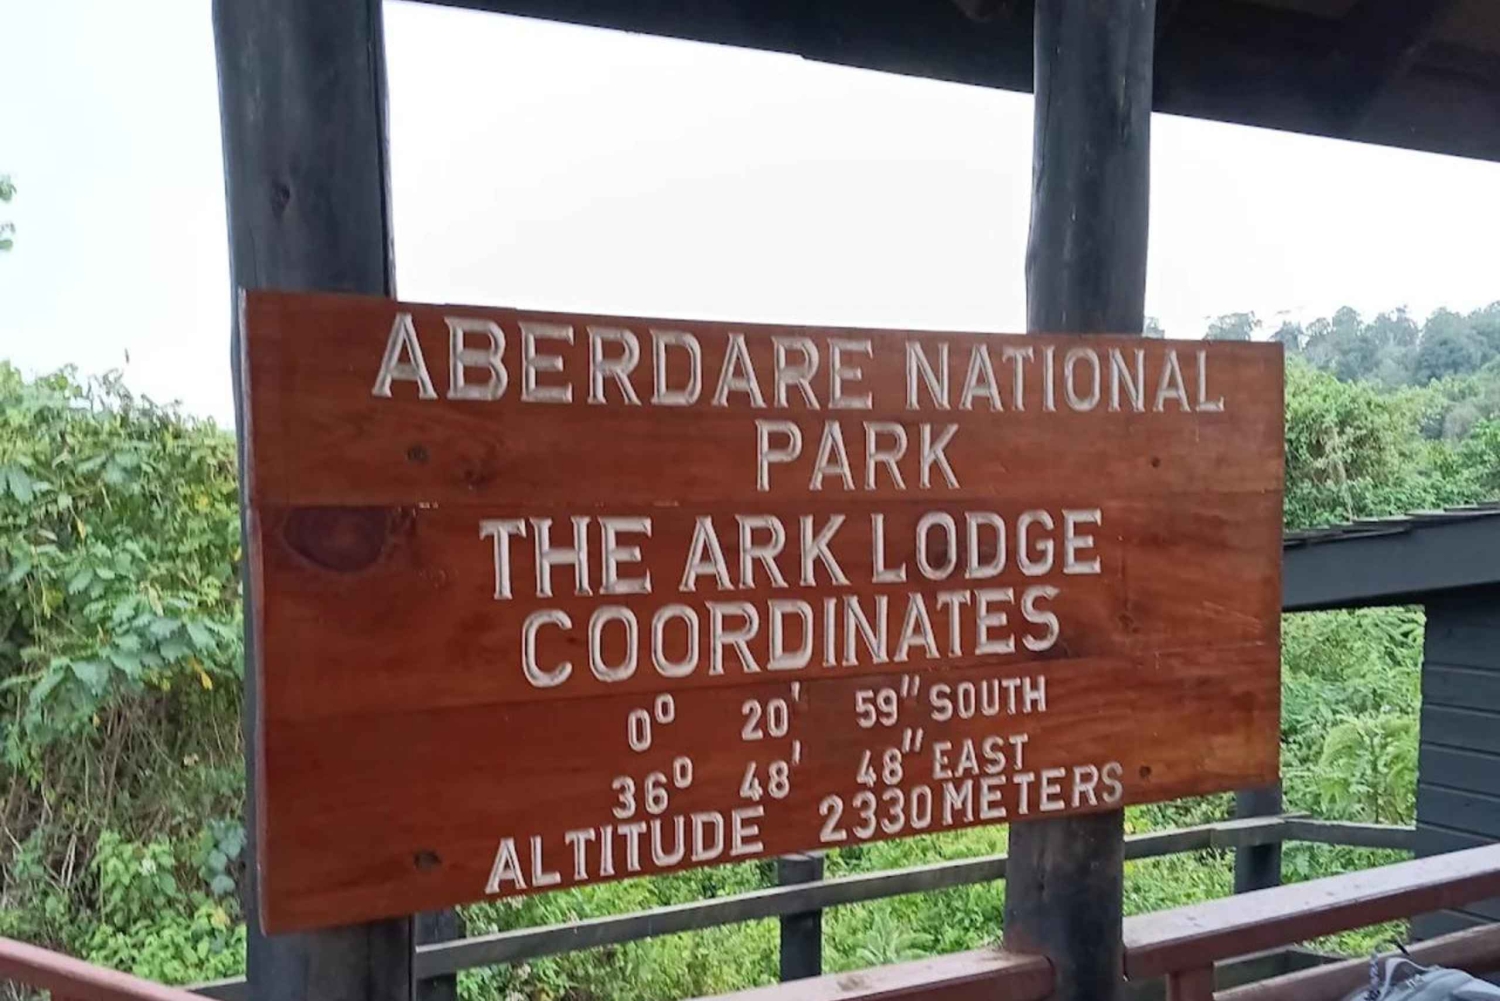 ABERDARE NATIONAL
PARK
THE ARK LODGE
COORDINATES
0° 20' 59" SOUTH
36° 48' 48" EAST
ALTITUDE 2330 METERS